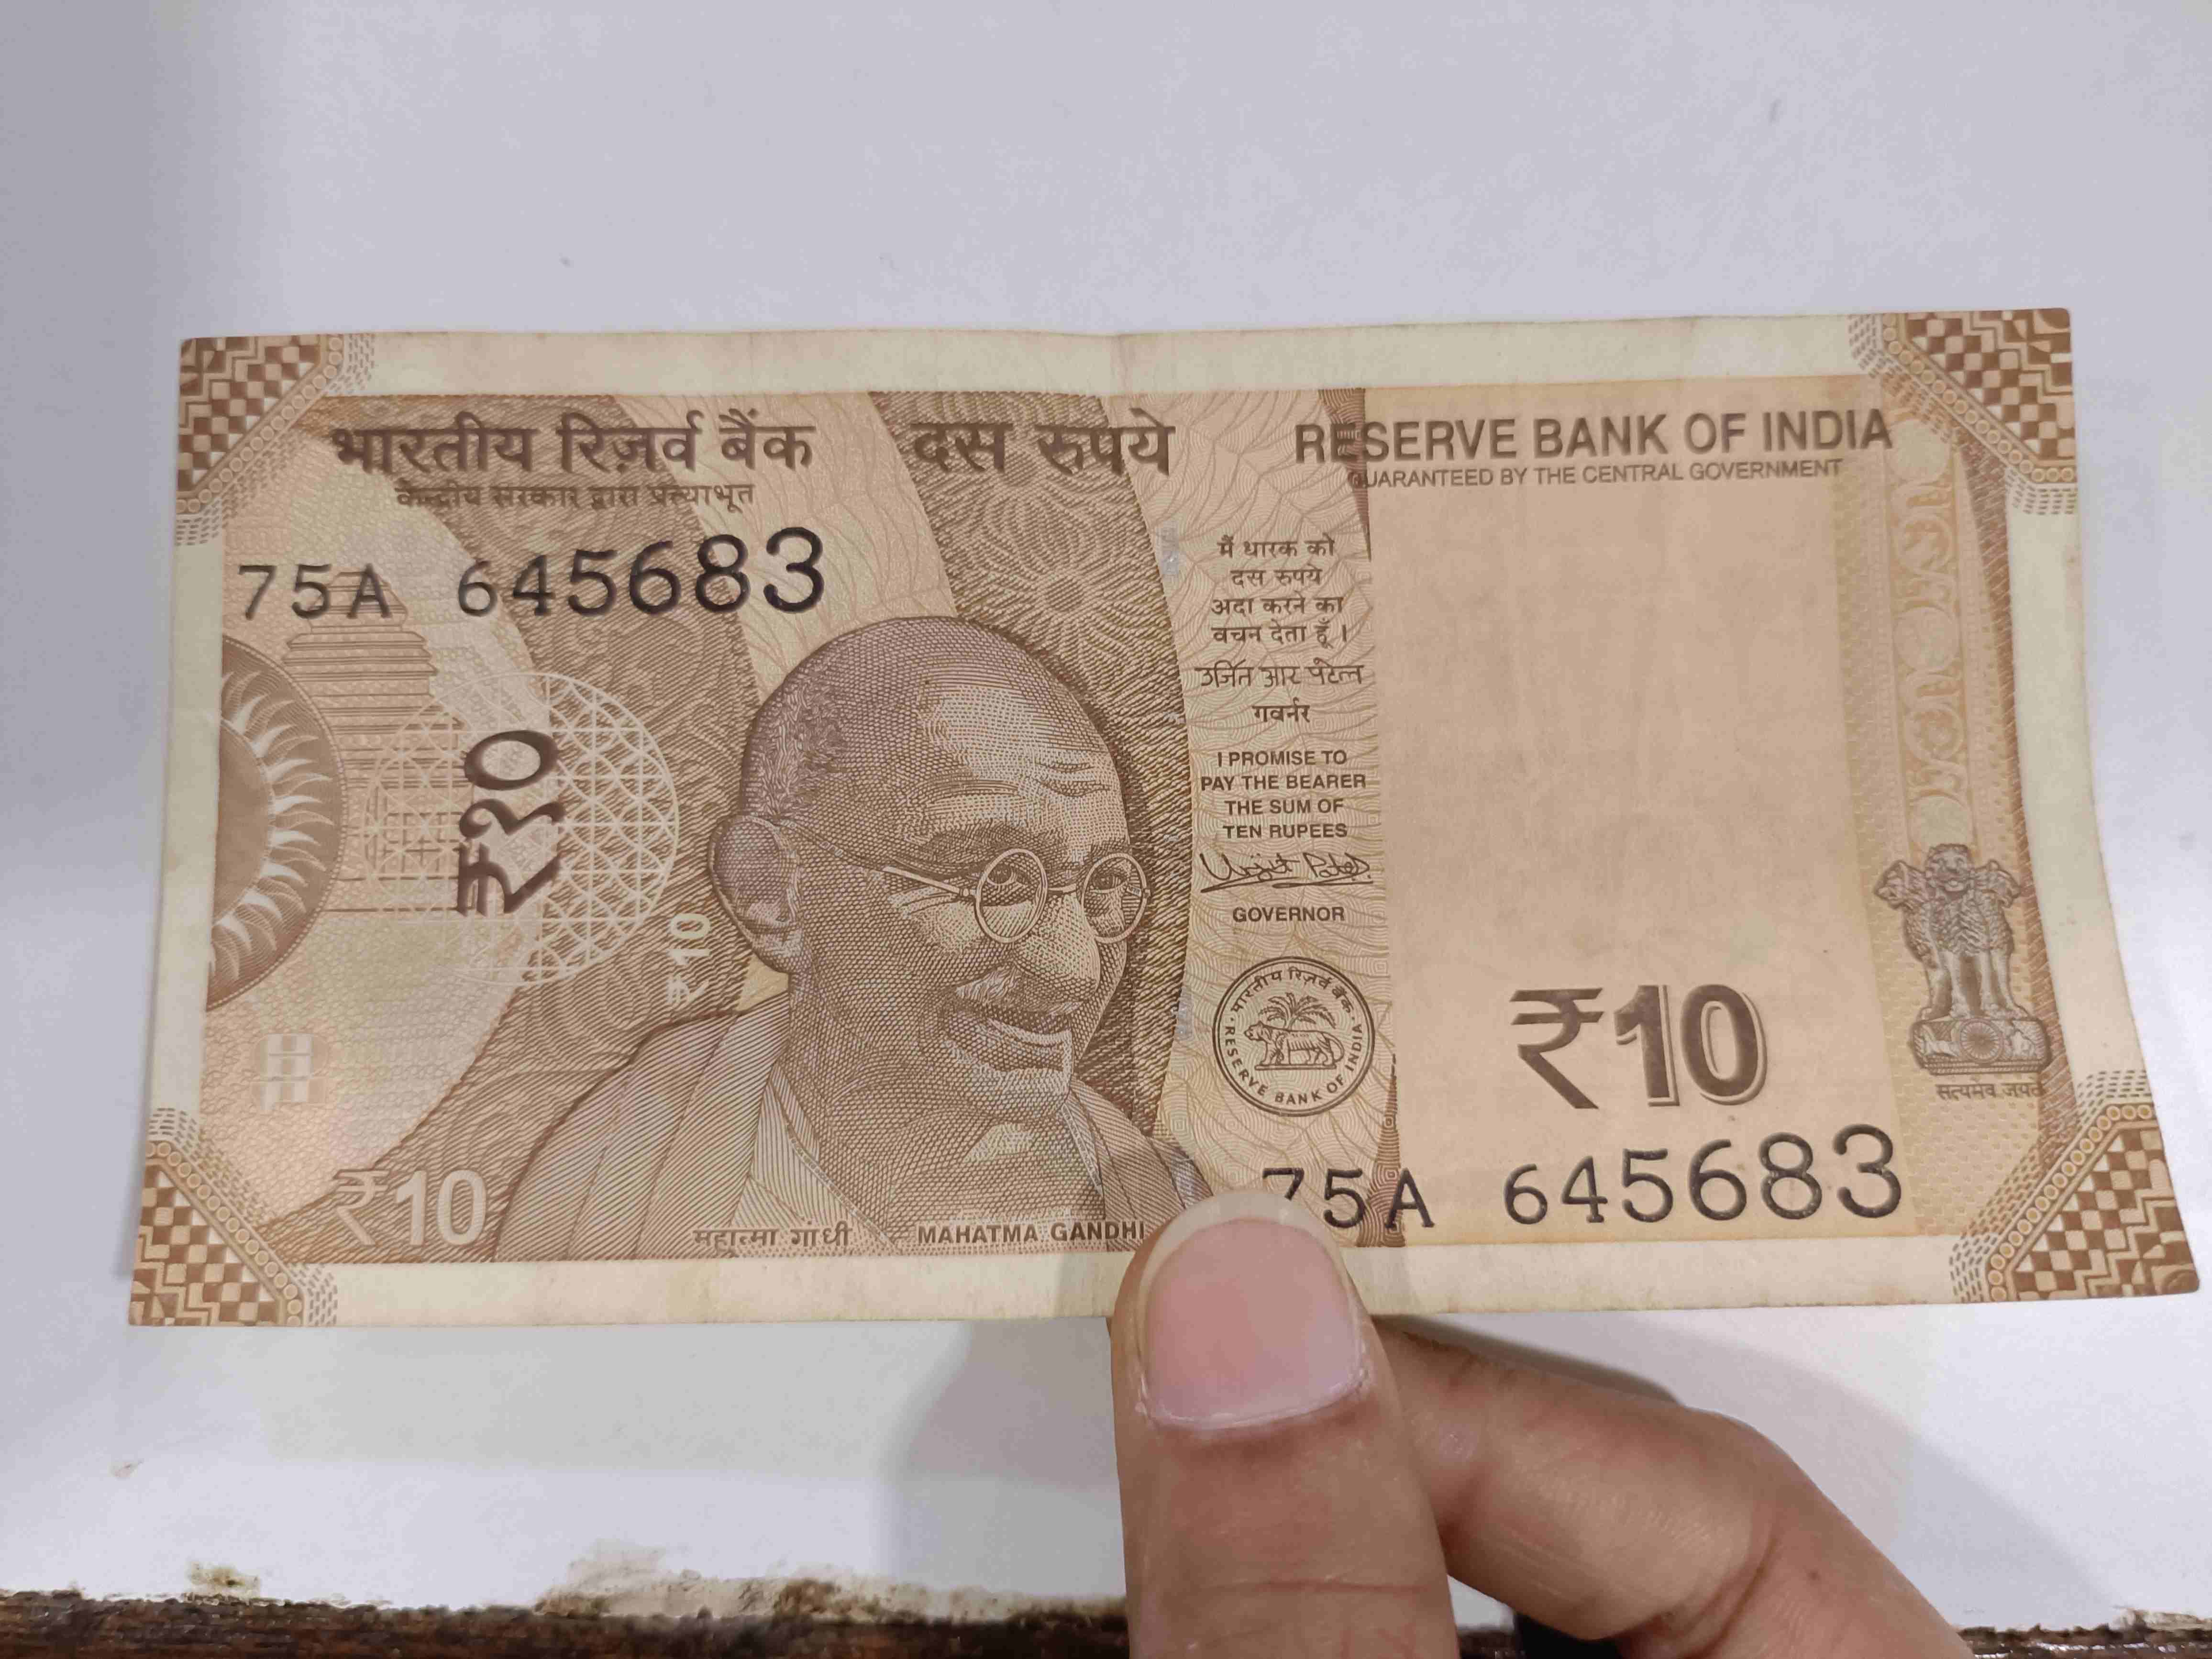 भारतीय रिज़र्व बैंक
केन्द्रीय सरकार द्वारा प्रत्याभूत
दस रुपये
RESERVE BANK OF INDIA
GUARANTEED BY THE CENTRAL GOVERNMENT
75A 645683
₹१०
₹10
मैं धारक को
दस रुपये
अदा करने का
वचन देता हूँ।
उर्जित आर पटेल
गवर्नर
I PROMISE TO
PAY THE BEARER
THE SUM OF
TEN RUPEES
Urjit Patel
GOVERNOR
भारतीय रिज़र्व बैंक
RESERVE BANK OF INDIA
₹10
सत्यमेव जयते
75A 645683
₹10
महात्मा गांधी
MAHATMA GANDHI